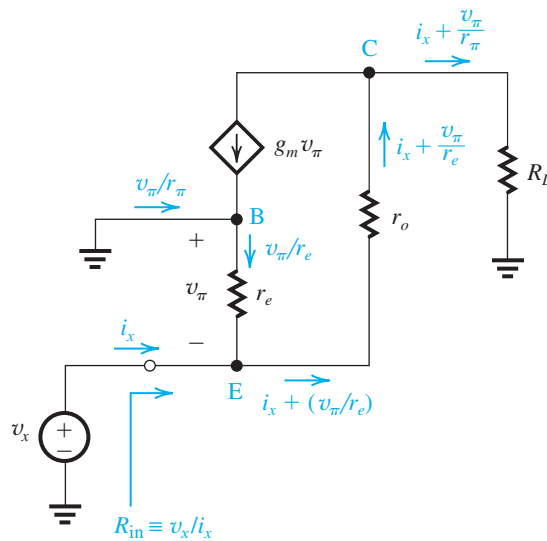 C
i_x + v_π/r_π
g_m v_π
i_x + v_π/r_e
R_L
v_π/r_π
B
r_o
+
v_π/r_e
v_π
r_e
i_x
−
E
i_x + (v_π/r_e)
v_x
+
−
R_in ≡ v_x/i_x